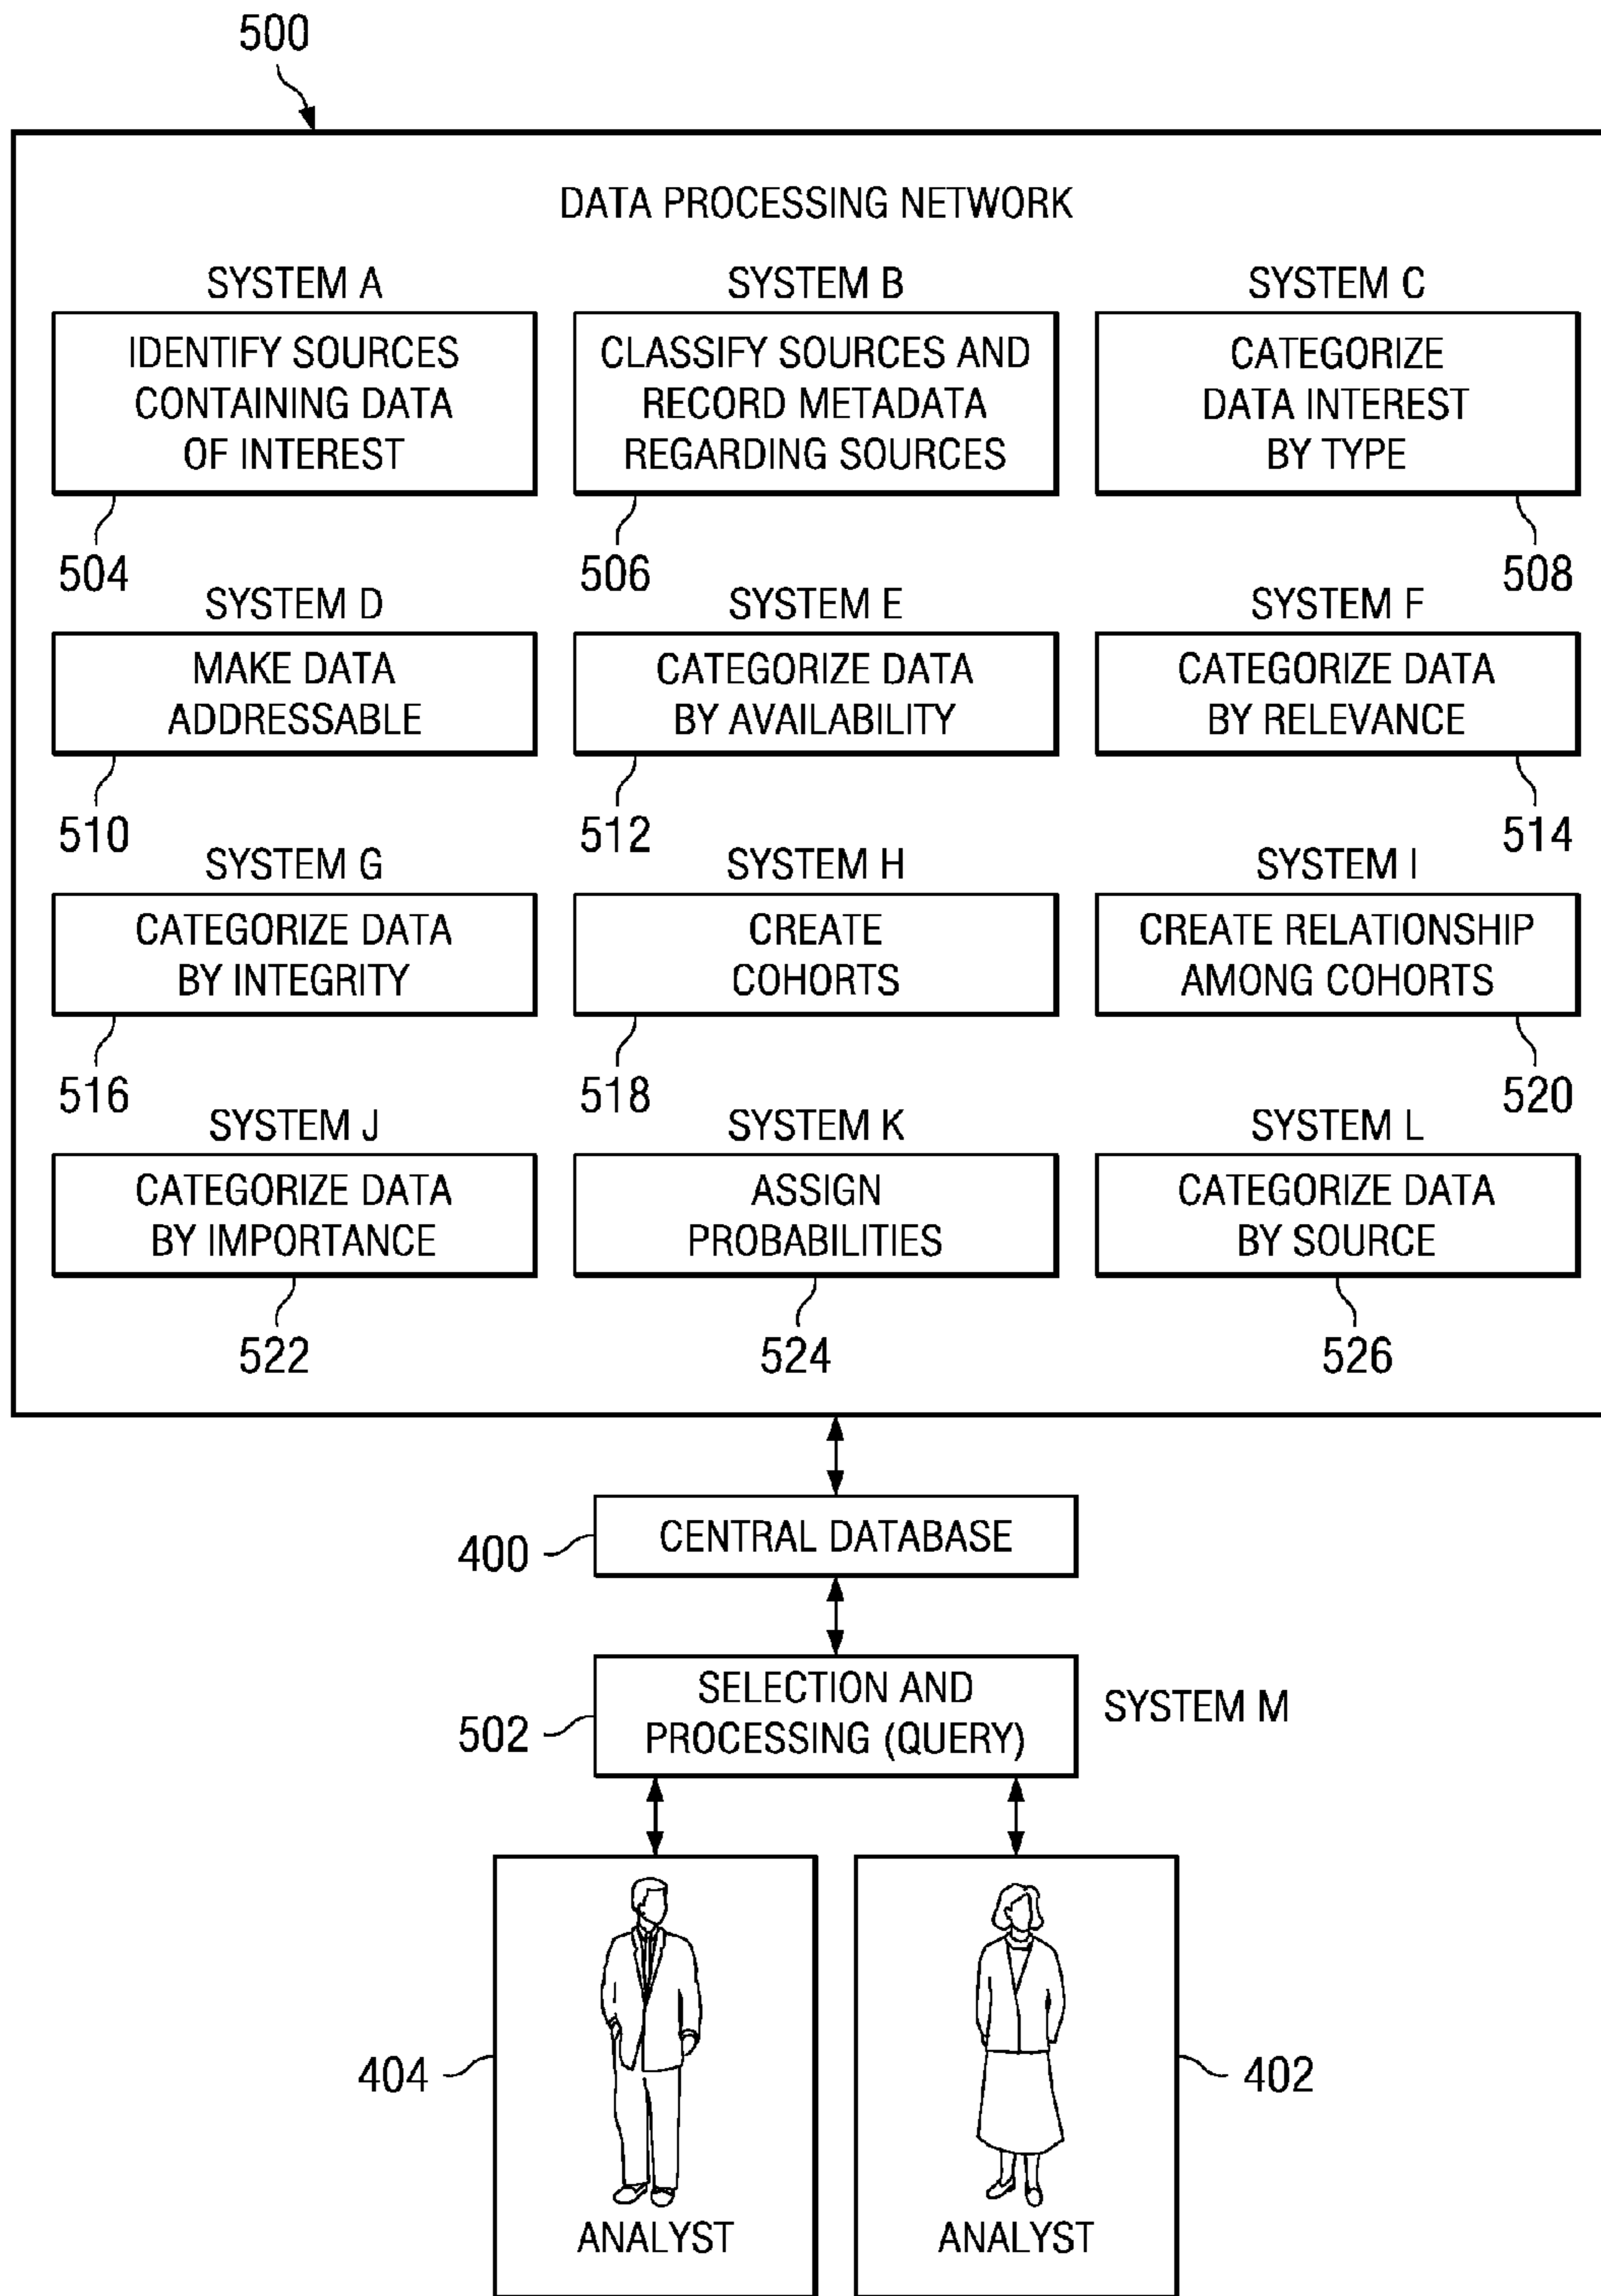 500
DATA PROCESSING NETWORK
SYSTEM A
IDENTIFY SOURCES
CONTAINING DATA
OF INTEREST
504
SYSTEM B
CLASSIFY SOURCES AND
RECORD METADATA
REGARDING SOURCES
506
SYSTEM C
CATEGORIZE
DATA INTEREST
BY TYPE
508
SYSTEM D
MAKE DATA
ADDRESSABLE
510
SYSTEM E
CATEGORIZE DATA
BY AVAILABILITY
512
SYSTEM F
CATEGORIZE DATA
BY RELEVANCE
514
SYSTEM G
CATEGORIZE DATA
BY INTEGRITY
516
SYSTEM H
CREATE
COHORTS
518
SYSTEM I
CREATE RELATIONSHIP
AMONG COHORTS
520
SYSTEM J
CATEGORIZE DATA
BY IMPORTANCE
522
SYSTEM K
ASSIGN
PROBABILITIES
524
SYSTEM L
CATEGORIZE DATA
BY SOURCE
526
400
CENTRAL DATABASE
502
SELECTION AND
PROCESSING (QUERY)
SYSTEM M
404
ANALYST
402
ANALYST